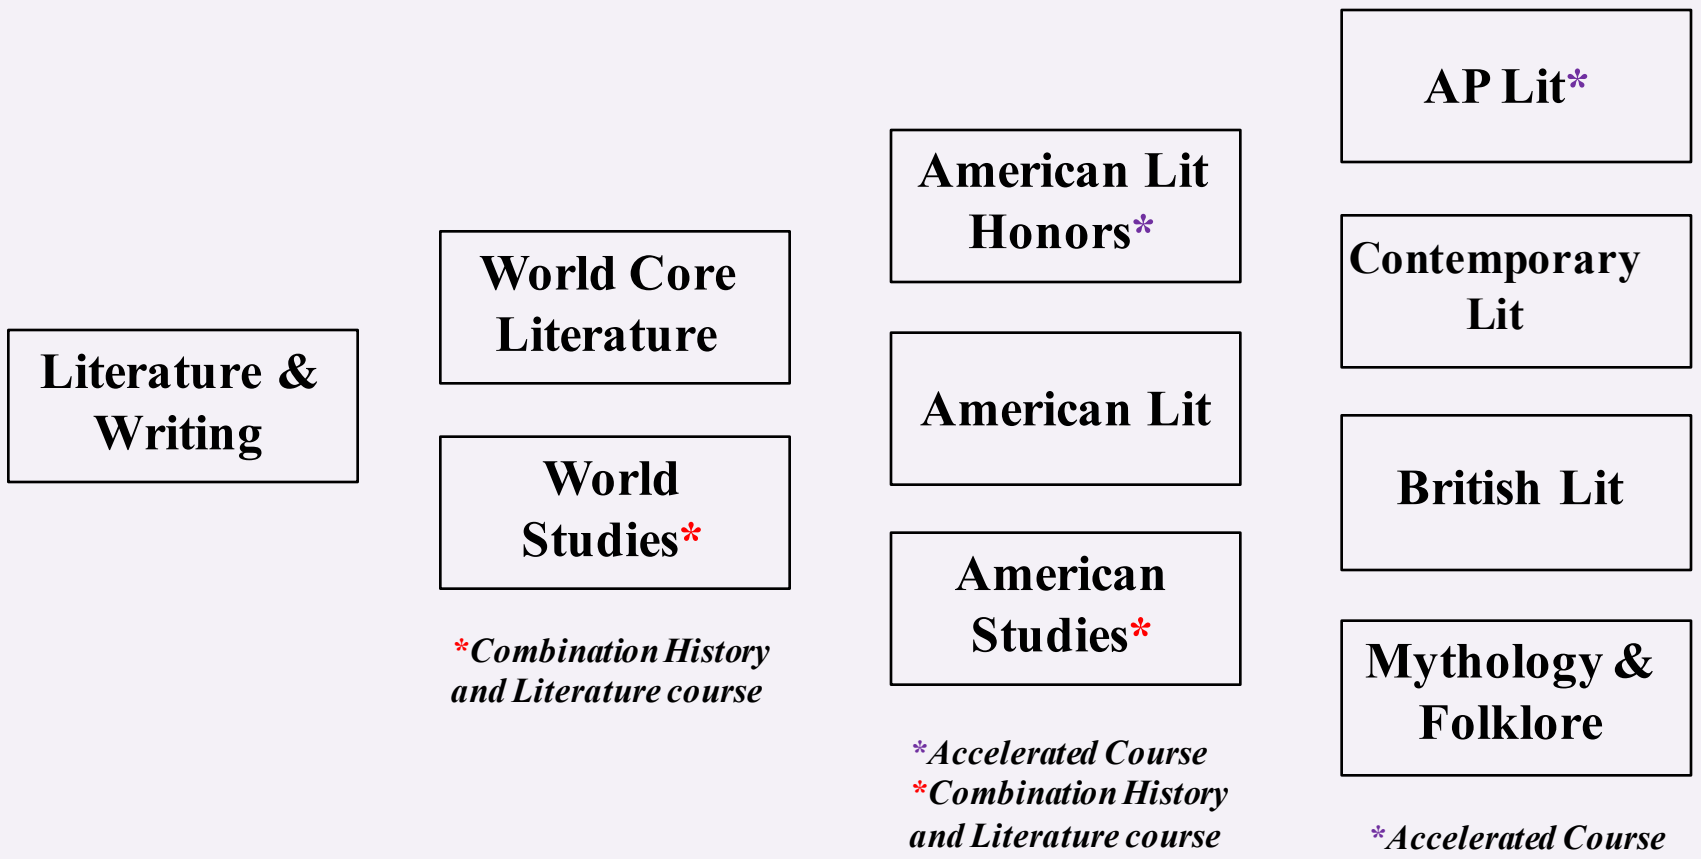 Literature &
Writing
World Core
Literature
World
Studies*
*Combination History
and Literature course
American Lit
Honors*
American Lit
American
Studies*
*Accelerated Course
*Combination History
and Literature course
AP Lit*
Contemporary
Lit
British Lit
Mythology &
Folklore
*Accelerated Course